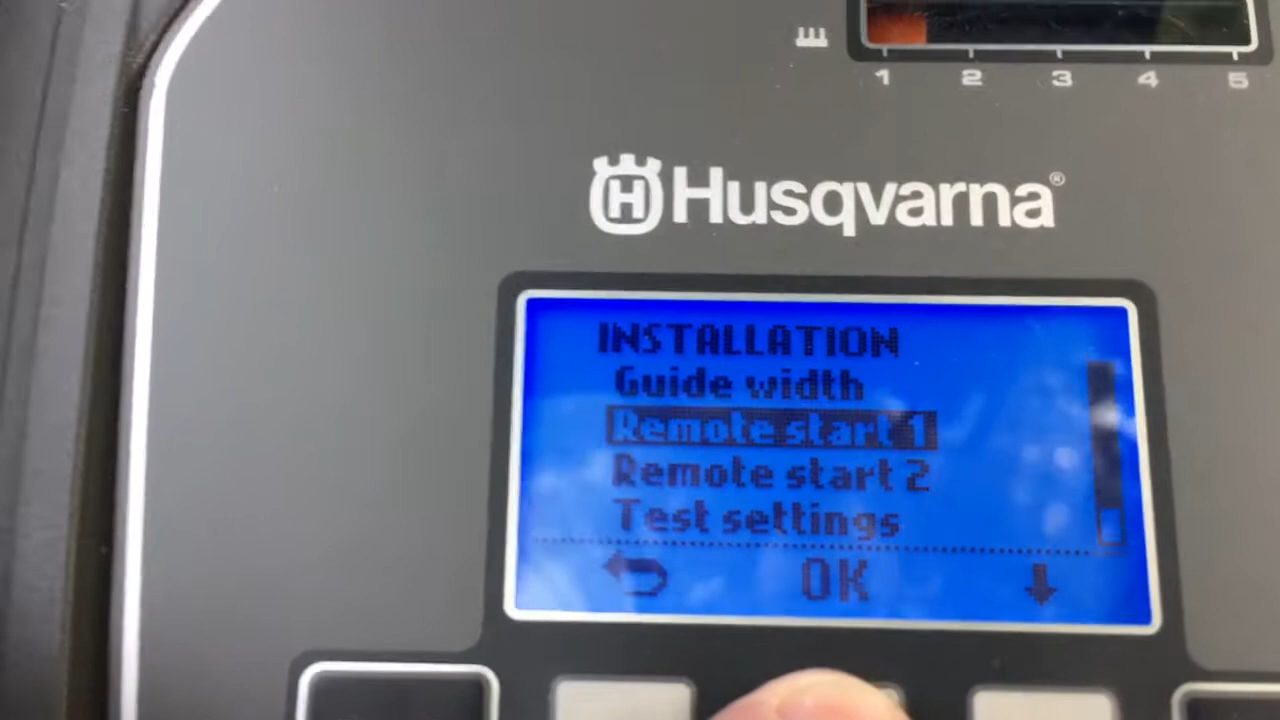 1 2 3 4 5
H Husqvarna®
INSTALLATION
Guide width
Remote start 1
Remote start 2
Test settings
OK